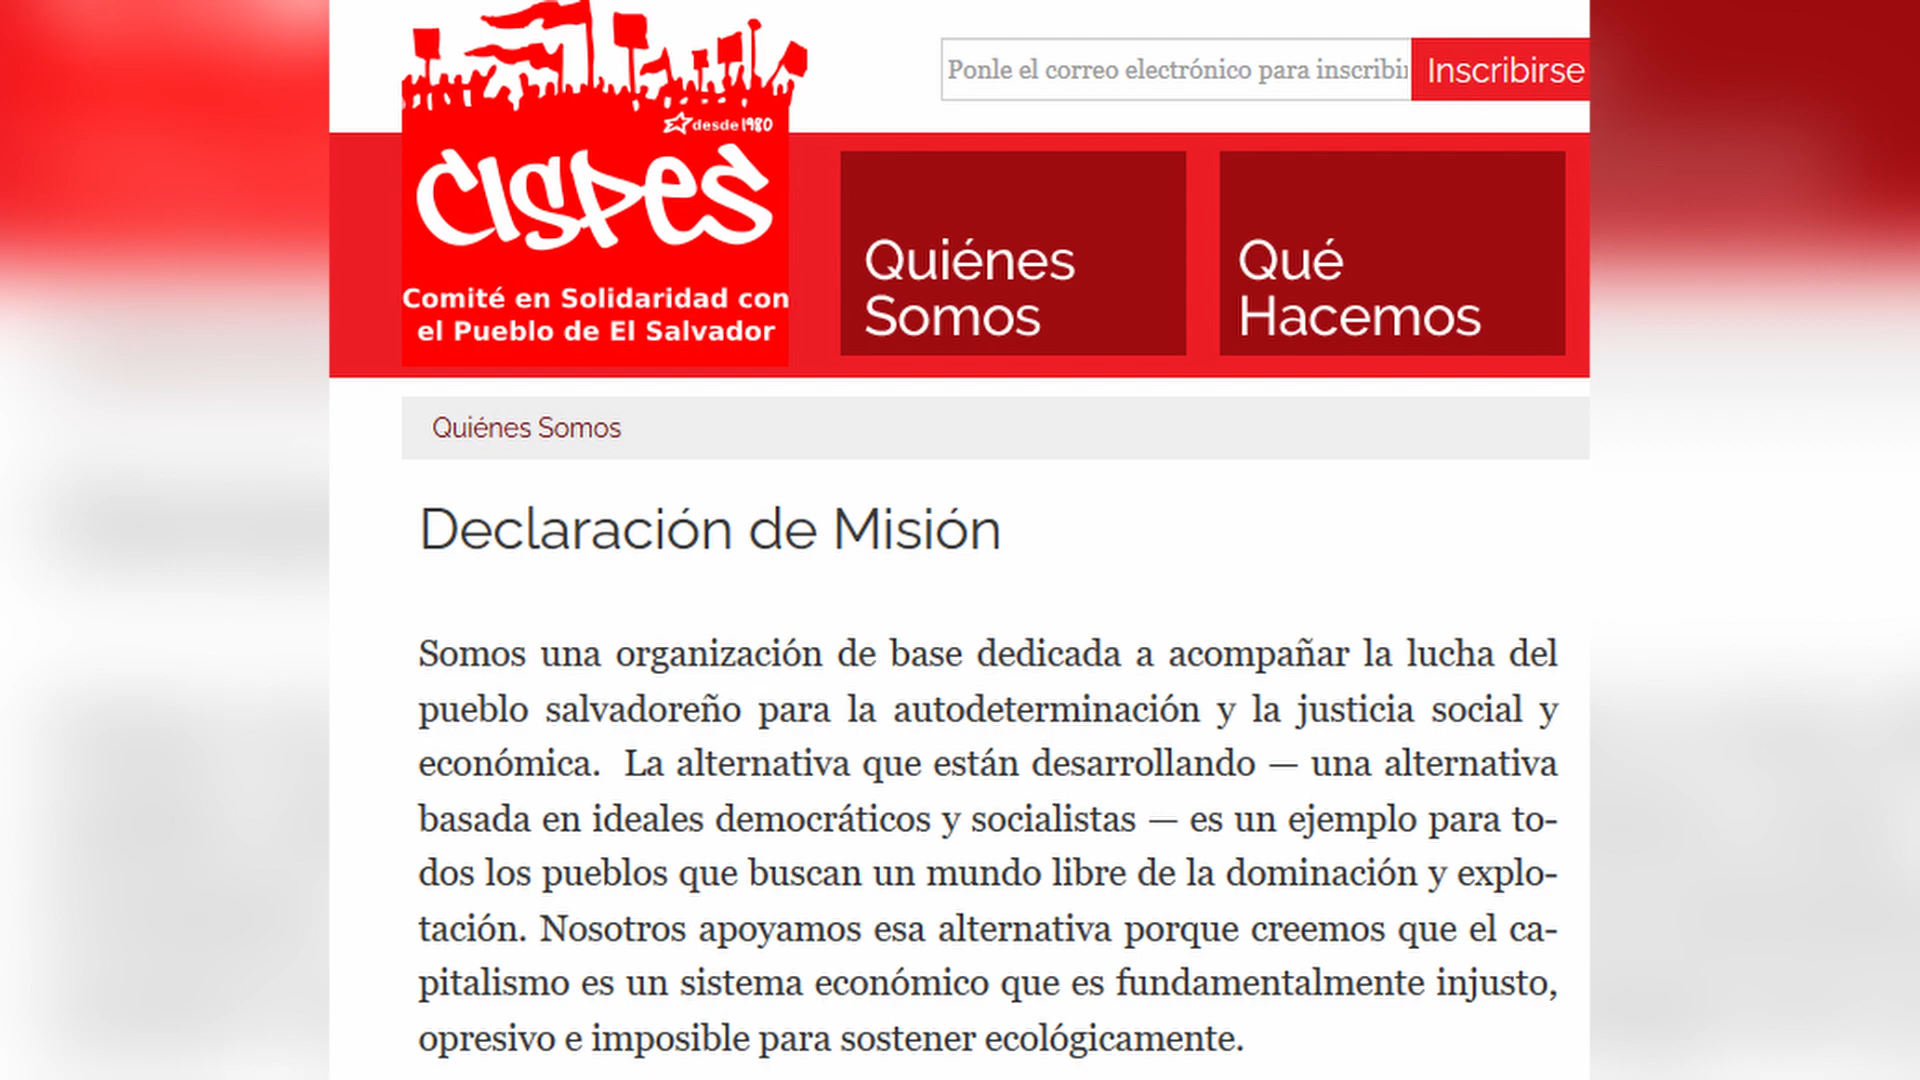 Ponle el correo electrónico para inscribir
Inscribirse
desde 1980
CISPES
Comité en Solidaridad con
el Pueblo de El Salvador
Quiénes
Somos
Qué
Hacemos
Quiénes Somos
Declaración de Misión
Somos una organización de base dedicada a acompañar la lucha del
pueblo salvadoreño para la autodeterminación y la justicia social y
económica. La alternativa que están desarrollando — una alternativa
basada en ideales democráticos y socialistas — es un ejemplo para to-
dos los pueblos que buscan un mundo libre de la dominación y explo-
tación. Nosotros apoyamos esa alternativa porque creemos que el ca-
pitalismo es un sistema económico que es fundamentalmente injusto,
opresivo e imposible para sostener ecológicamente.